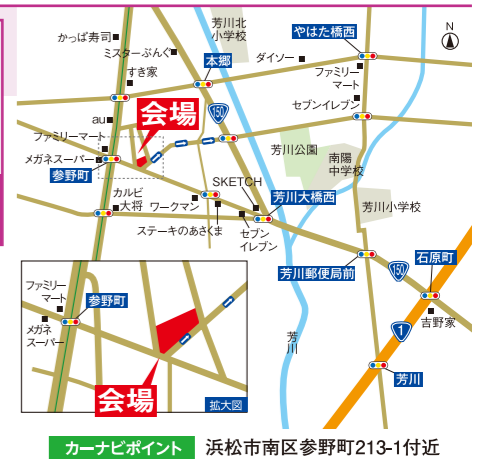 芳川北
小学校
N
かっぱ寿司
ミスターぶんぐ
すき家
本郷
ダイソー
やはた橋西
ファミリー
マート
セブンイレブン
au
会場
150
ファミリーマート
メガネスーパー
参野町
芳川公園
南陽
中学校
カルビ
大将
ワークマン
SKETCH
芳川大橋西
芳川小学校
ステーキのあさくま
セブン
イレブン
芳川郵便局前
150
石原町
吉野家
1
芳川
芳川
ファミリー
マート
参野町
メガネ
スーパー
会場
拡大図
カーナビポイント 浜松市南区参野町213-1付近